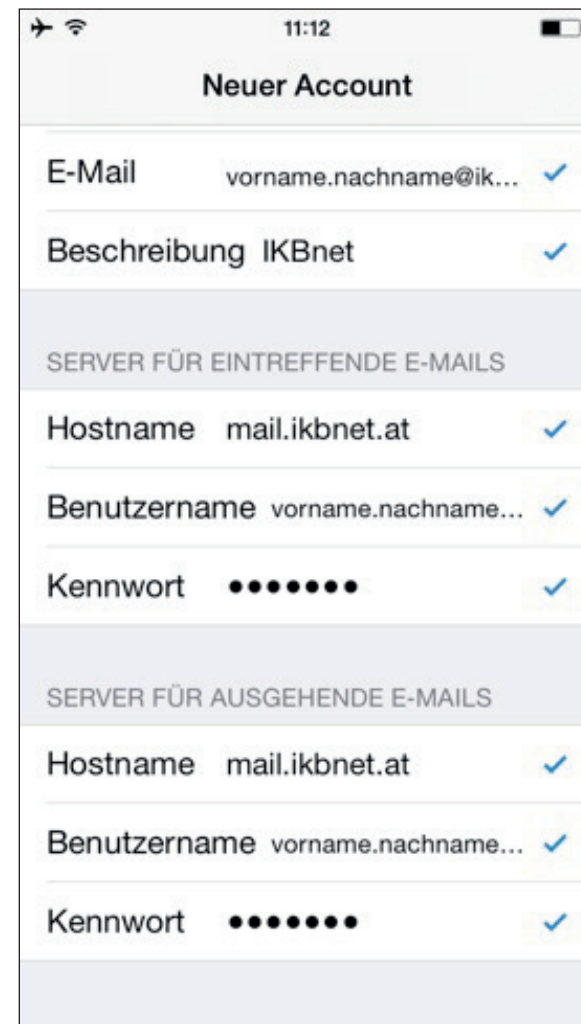 11:12
Neuer Account
E-Mail vorname.nachname@ik...
Beschreibung IKBnet
SERVER FÜR EINTREFFENDE E-MAILS
Hostname mail.ikbnet.at
Benutzername vorname.nachname...
Kennwort ●●●●●●●
SERVER FÜR AUSGEHENDE E-MAILS
Hostname mail.ikbnet.at
Benutzername vorname.nachname...
Kennwort ●●●●●●●